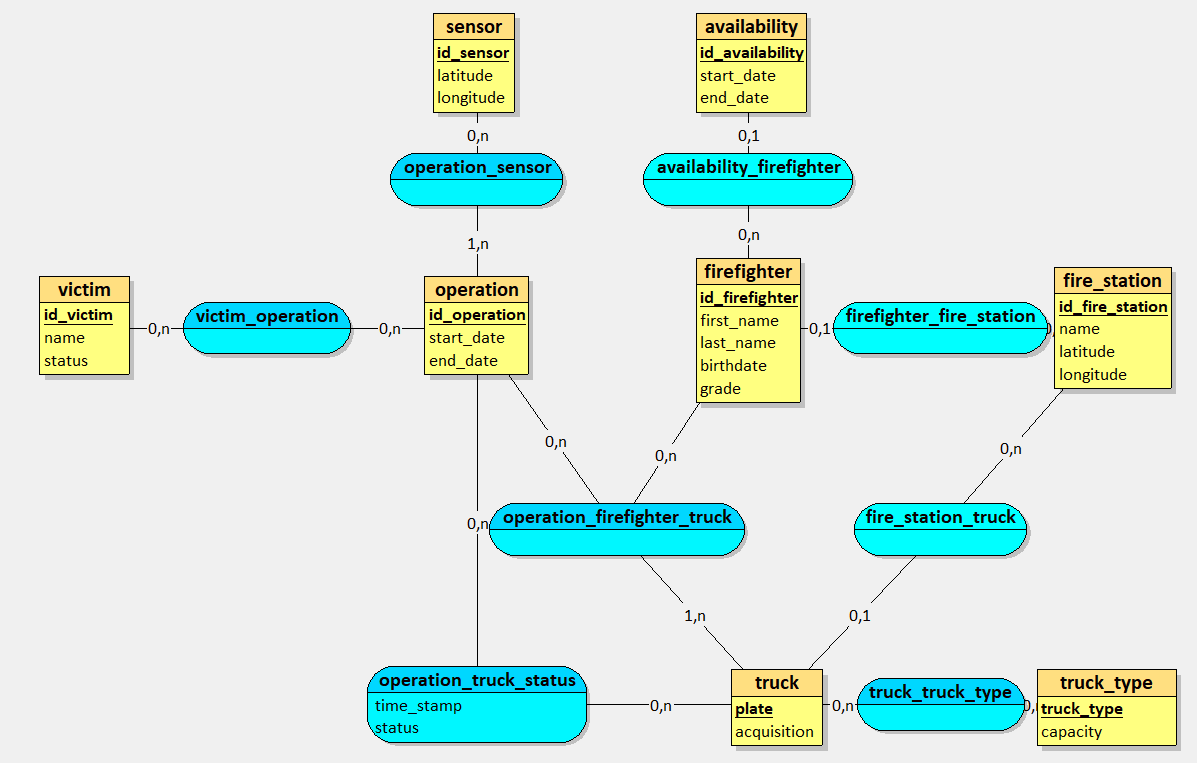 sensor
id_sensor
latitude
longitude
availability
id_availability
start_date
end_date
0,n
0,1
operation_sensor
availability_firefighter
1,n
0,n
victim
id_victim
name
status
0,n
victim_operation
0,n
operation
id_operation
start_date
end_date
firefighter
id_firefighter
first_name
last_name
birthdate
grade
0,1
firefighter_fire_station
fire_station
id_fire_station
name
latitude
longitude
0,n
0,n
0,n
0,n
operation_firefighter_truck
fire_station_truck
1,n
0,1
operation_truck_status
time_stamp
status
0,n
truck
plate
acquisition
0,n
truck_truck_type
truck_type
truck_type
capacity